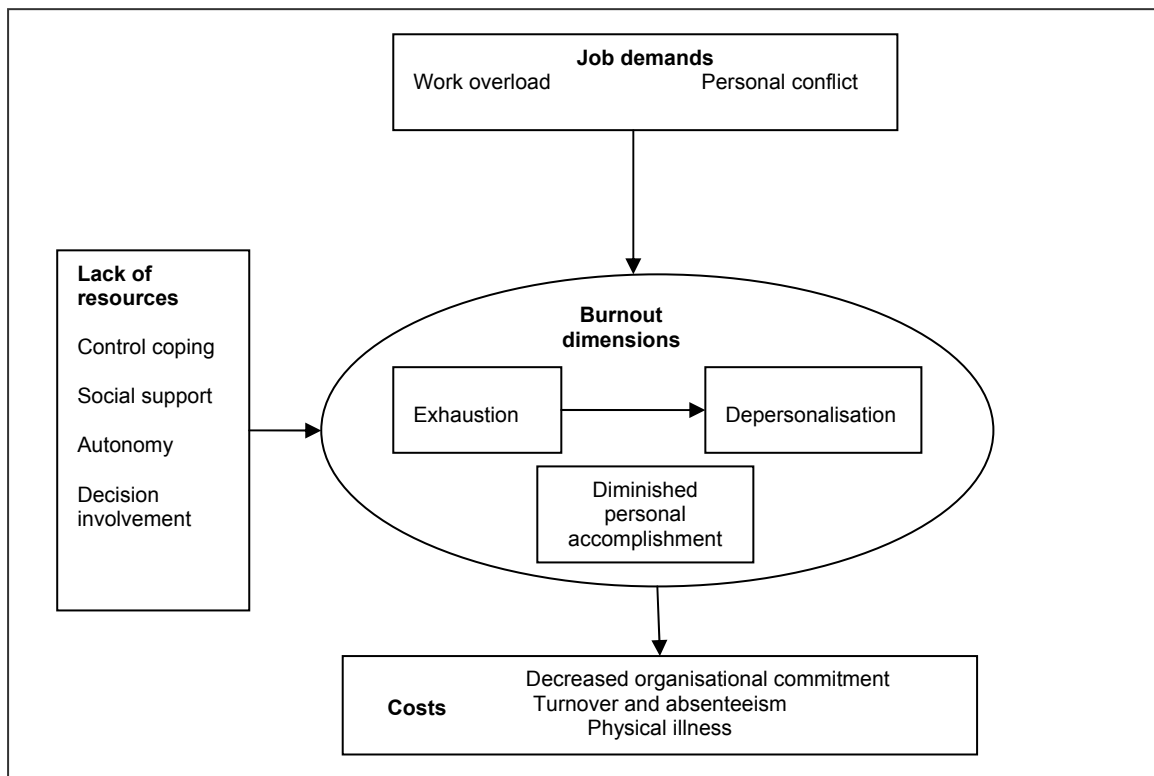 Job demands
Work overload Personal conflict
Lack of
resources
Control coping
Social support
Autonomy
Decision
involvement
Burnout
dimensions
Exhaustion
Depersonalisation
Diminished
personal
accomplishment
Costs
Decreased organisational commitment
Turnover and absenteeism
Physical illness